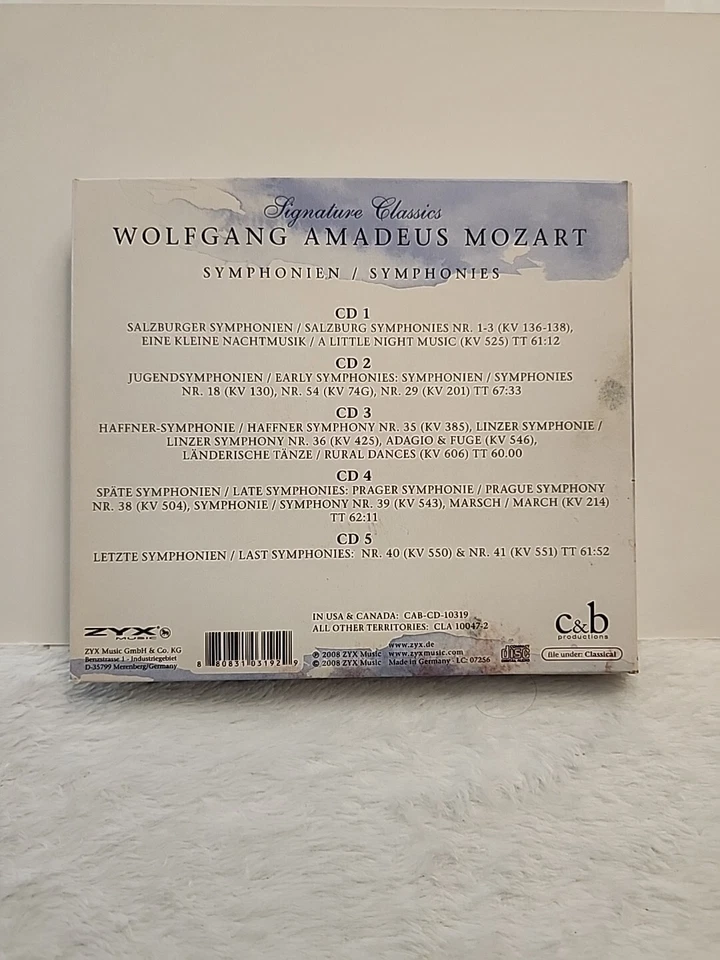 Signature Classics
WOLFGANG AMADEUS MOZART
SYMPHONIEN / SYMPHONIES
CD 1
SALZBURGER SYMPHONIEN / SALZBURG SYMPHONIES NR. 1-3 (KV 136-138),
EINE KLEINE NACHTMUSIK / A LITTLE NIGHT MUSIC (KV 525) TT 61:12
CD 2
JUGENDSYMPHONIEN / EARLY SYMPHONIES: SYMPHONIEN / SYMPHONIES
NR. 18 (KV 130), NR. 54 (KV 74G), NR. 29 (KV 201) TT 67:33
CD 3
HAFFNER-SYMPHONIE / HAFFNER SYMPHONY NR. 35 (KV 385), LINZER SYMPHONIE /
LINZER SYMPHONY NR. 36 (KV 425), ADAGIO & FUGE (KV 546),
LÄNDERISCHE TÄNZE / RURAL DANCES (KV 606) TT 60.00
CD 4
SPÄTE SYMPHONIEN / LATE SYMPHONIES: PRAGER SYMPHONIE / PRAGUE SYMPHONY
NR. 38 (KV 504), SYMPHONIE / SYMPHONY NR. 39 (KV 543), MARSCH / MARCH (KV 214)
TT 62:11
CD 5
LETZTE SYMPHONIEN / LAST SYMPHONIES: NR. 40 (KV 550) & NR. 41 (KV 551) TT 61:52
IN USA & CANADA: CAB-CD-10319
ALL OTHER TERRITORIES: CLA 10047-2
c&b
productions
ZYX
MUSIC
ZYX Music GmbH & Co. KG
Benzstrasse 1 - Industriegebiet
D-35799 Merenberg/Germany
8 80831 03192 9
www.zyx.de
℗ 2008 ZYX Music www.zyxmusic.com
© 2008 ZYX Music Made in Germany - LC: 07256
disc
DIGITAL AUDIO
file under: Classical